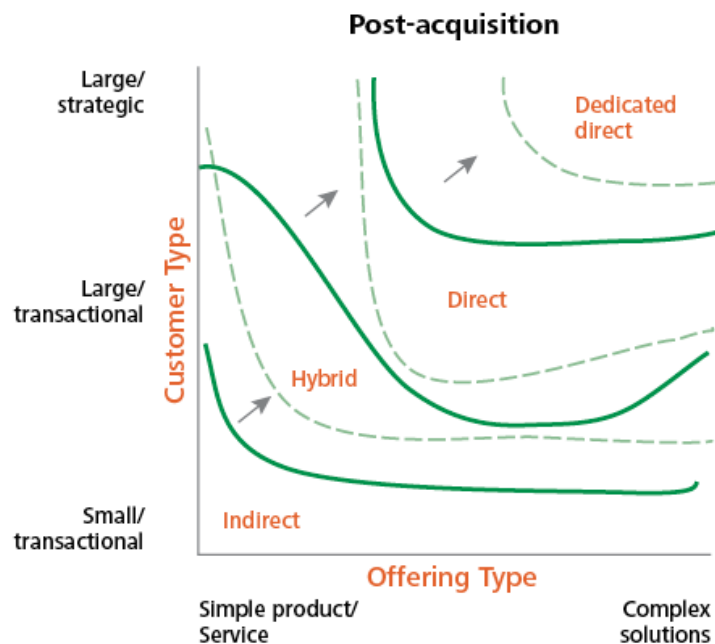 Post-acquisition
Large/
strategic
Dedicated
direct
Customer Type
Large/
transactional
Direct
Hybrid
Small/
transactional
Indirect
Offering Type
Simple product/
Service
Complex
solutions